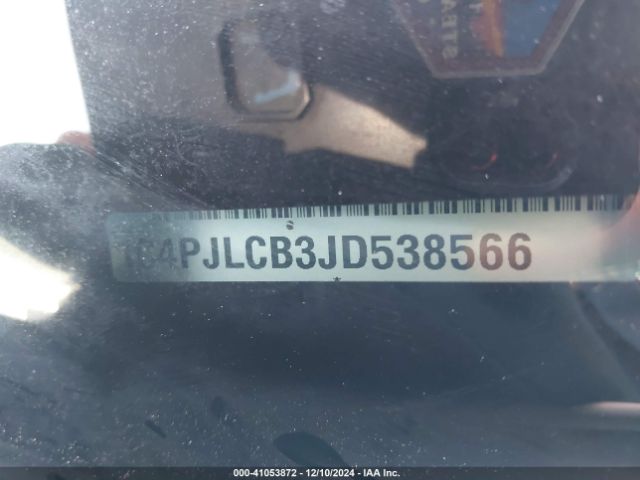 1C4PJLCB3JD538566
000-41053872 • 12/10/2024 • IAA Inc.